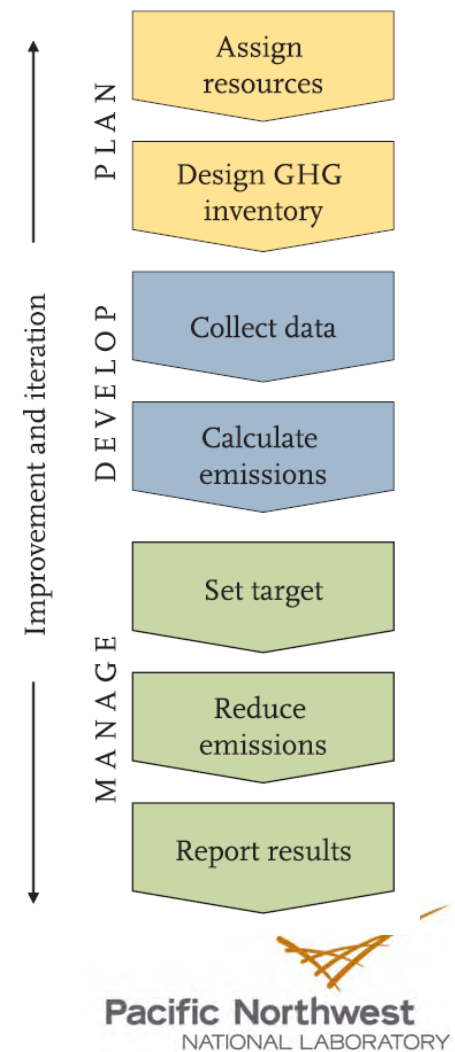 PLAN
Assign
resources
Design GHG
inventory
Improvement and iteration
DEVELOP
Collect data
Calculate
emissions
MANAGE
Set target
Reduce
emissions
Report results
Pacific Northwest
NATIONAL LABORATORY